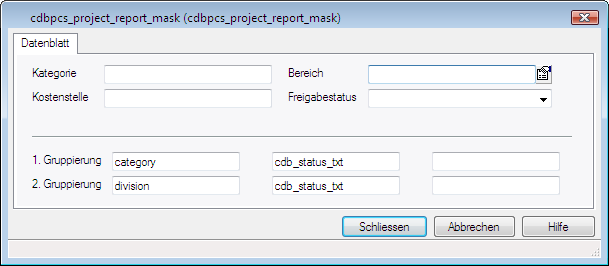 cdbpcs_project_report_mask (cdbpcs_project_report_mask)
Datenblatt
Kategorie Bereich
Kostenstelle Freigabestatus
1. Gruppierung category cdb_status_txt
2. Gruppierung division cdb_status_txt
Schliessen Abbrechen Hilfe